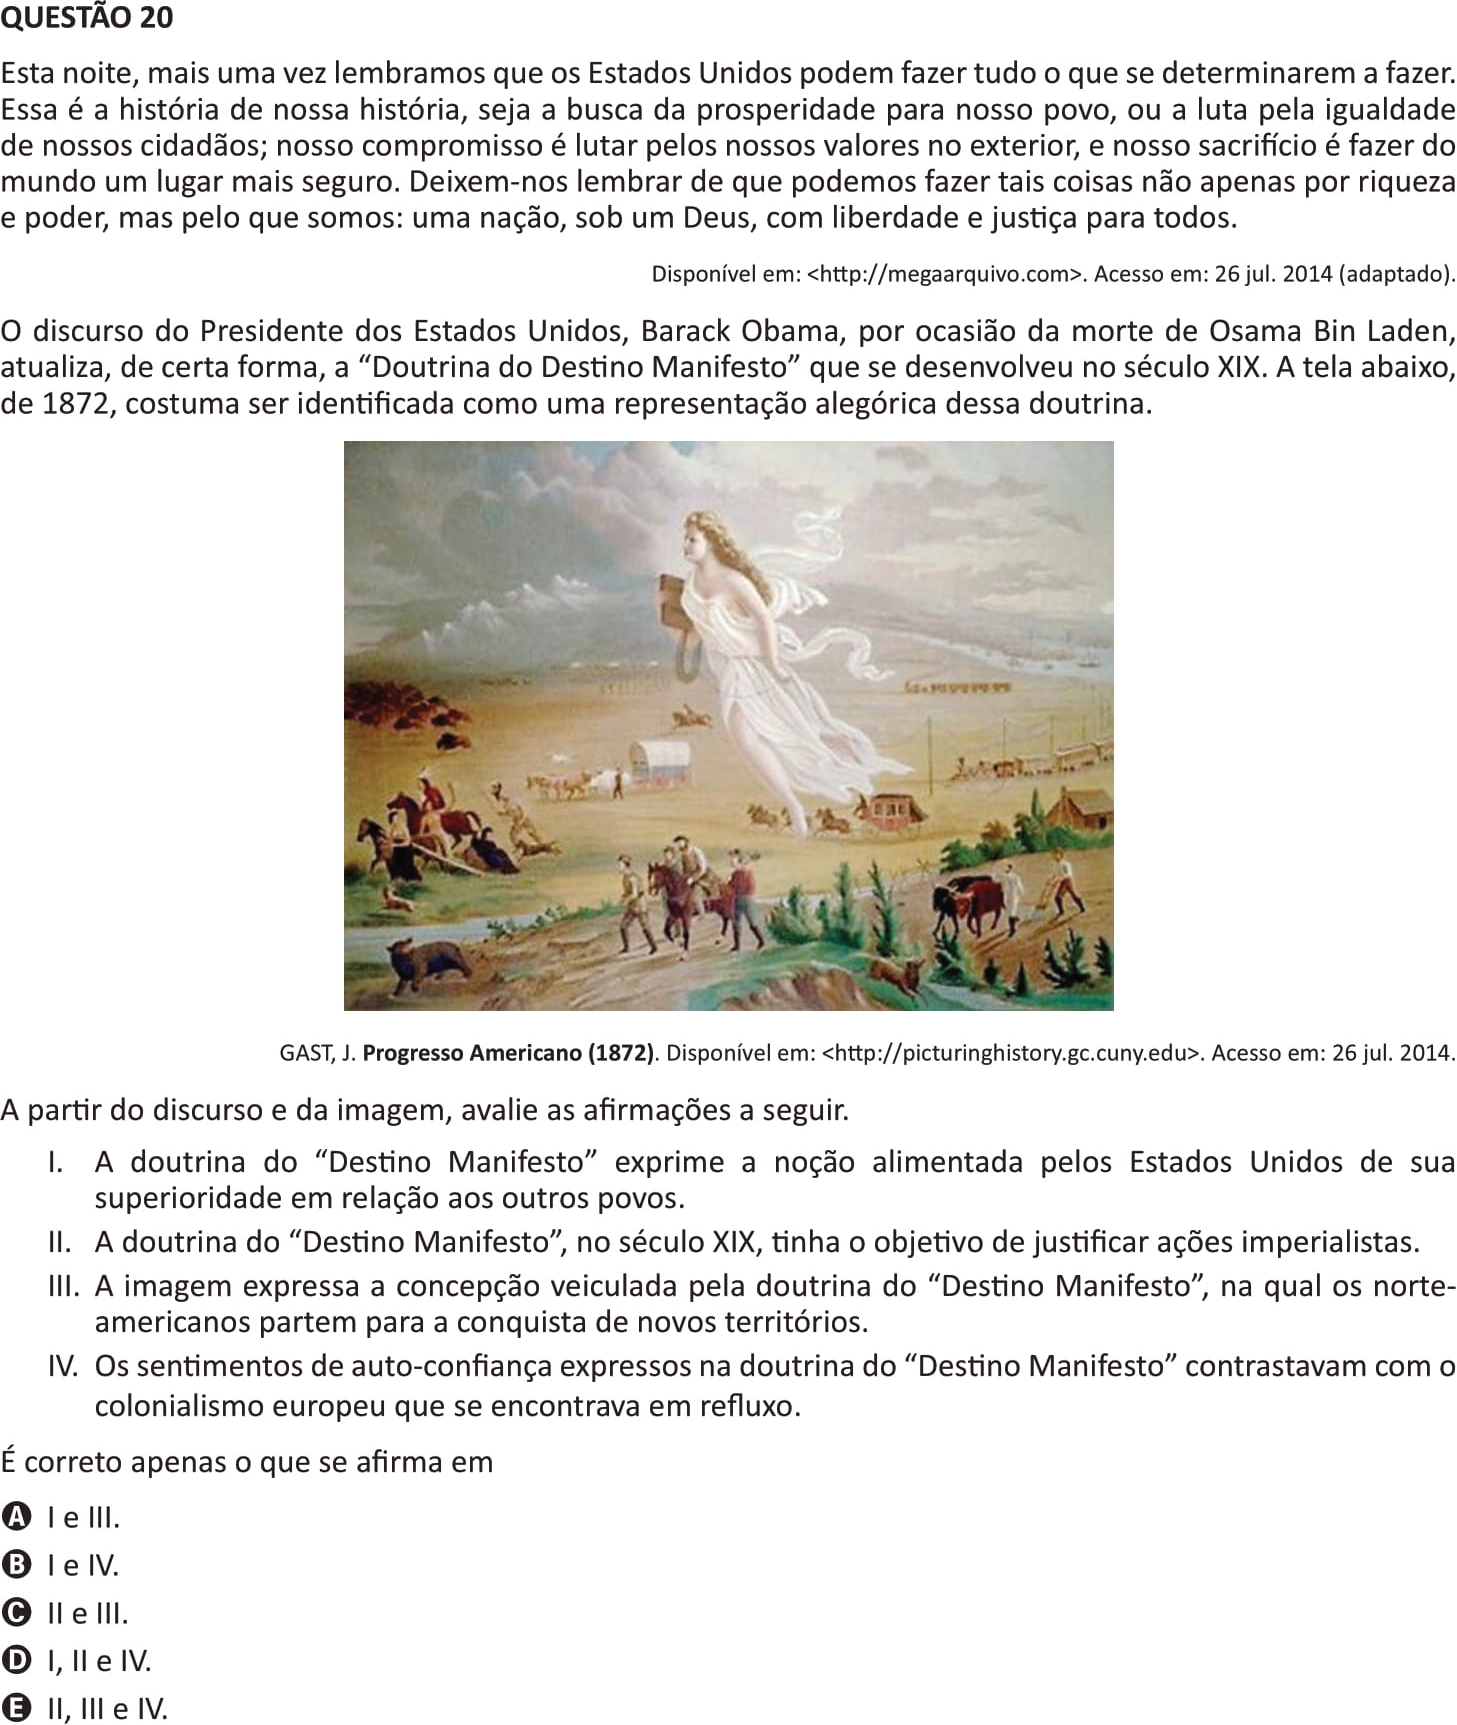 QUESTÃO 20
Esta noite, mais uma vez lembramos que os Estados Unidos podem fazer tudo o que se determinarem a fazer.
Essa é a história de nossa história, seja a busca da prosperidade para nosso povo, ou a luta pela igualdade
de nossos cidadãos; nosso compromisso é lutar pelos nossos valores no exterior, e nosso sacrifício é fazer do
mundo um lugar mais seguro. Deixem-nos lembrar de que podemos fazer tais coisas não apenas por riqueza
e poder, mas pelo que somos: uma nação, sob um Deus, com liberdade e justiça para todos.
Disponível em: <http://megaarquivo.com>. Acesso em: 26 jul. 2014 (adaptado).
O discurso do Presidente dos Estados Unidos, Barack Obama, por ocasião da morte de Osama Bin Laden,
atualiza, de certa forma, a “Doutrina do Destino Manifesto” que se desenvolveu no século XIX. A tela abaixo,
de 1872, costuma ser identificada como uma representação alegórica dessa doutrina.
GAST, J. Progresso Americano (1872). Disponível em: <http://picturinghistory.gc.cuny.edu>. Acesso em: 26 jul. 2014.
A partir do discurso e da imagem, avalie as afirmações a seguir.
I. A doutrina do “Destino Manifesto” exprime a noção alimentada pelos Estados Unidos de sua
superioridade em relação aos outros povos.
II. A doutrina do “Destino Manifesto”, no século XIX, tinha o objetivo de justificar ações imperialistas.
III. A imagem expressa a concepção veiculada pela doutrina do “Destino Manifesto”, na qual os norte-
americanos partem para a conquista de novos territórios.
IV. Os sentimentos de auto-confiança expressos na doutrina do “Destino Manifesto” contrastavam com o
colonialismo europeu que se encontrava em refluxo.
É correto apenas o que se afirma em
A I e III.
B I e IV.
C II e III.
D I, II e IV.
E II, III e IV.